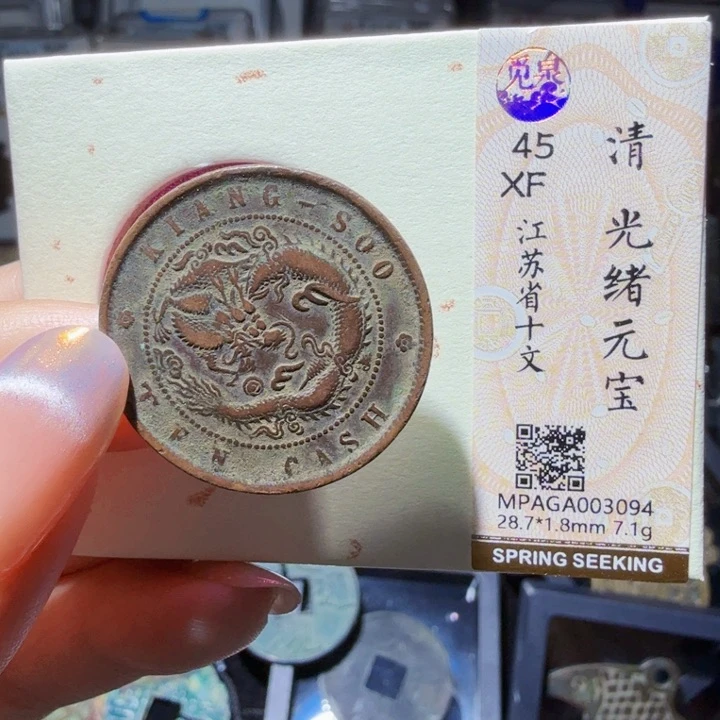 KIANG-SOO
TEN CASH
觅泉
45
XF
清 光绪元宝
江苏省十文
MPAGA003094
28.7*1.8mm 7.1g
SPRING SEEKING